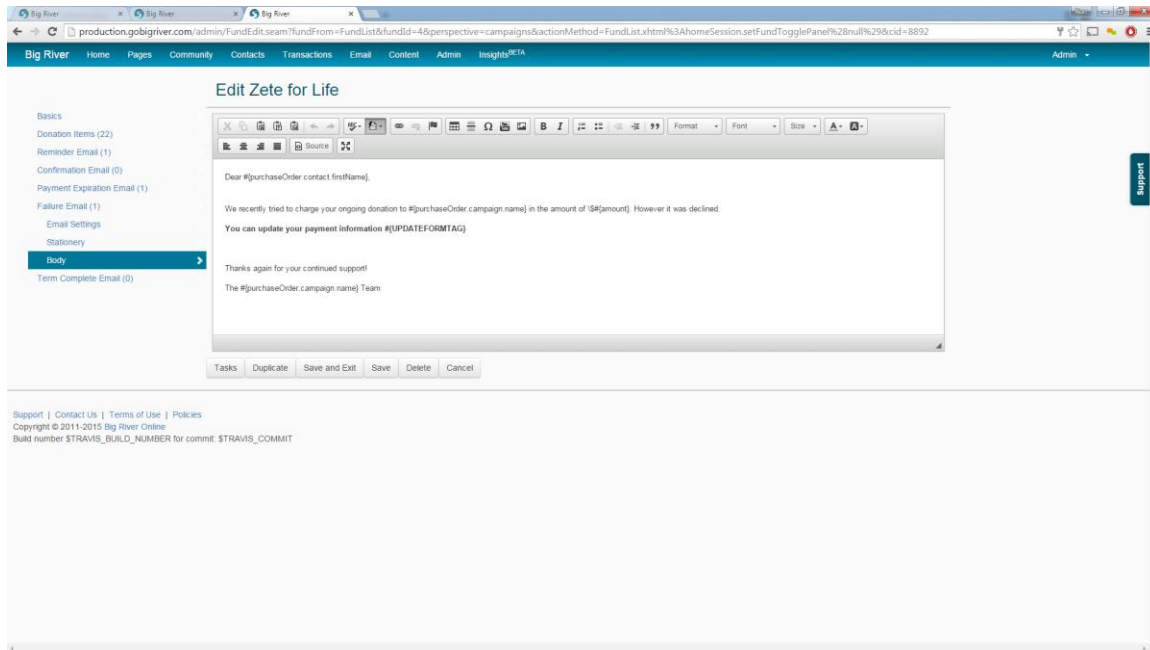 Big River
Big River
Big River
production.gobigriver.com/admin/FundEdit.seam?fundFrom=FundList&fundId=4&perspective=campaigns&actionMethod=FundList.xhtml%3AhomeSession.setFundTogglePanel%28null%29&cid=8892
Big River Home Pages Community Contacts Transactions Email Content Admin InsightsBETA Admin
Edit Zete for Life
Basics
Donation Items (22)
Reminder Email (1)
Confirmation Email (0)
Payment Expiration Email (1)
Failure Email (1)
Email Settings
Stationery
Body
Term Complete Email (0)
B I Format Font Size A A
Source
Dear #{purchaseOrder.contact.firstName},
We recently tried to charge your ongoing donation to #{purchaseOrder.campaign.name} in the amount of \$#{amount}. However it was declined.
You can update your payment information #{UPDATEFORMTAG}
Thanks again for your continued support!
The #{purchaseOrder.campaign.name} Team
Tasks Duplicate Save and Exit Save Delete Cancel
Support
Support | Contact Us | Terms of Use | Policies
Copyright © 2011-2015 Big River Online
Build number $TRAVIS_BUILD_NUMBER for commit: $TRAVIS_COMMIT